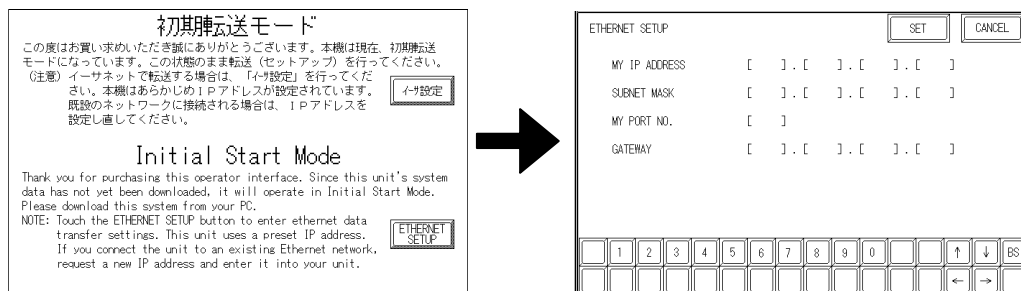 初期転送モード
この度はお買い求めいただき誠にありがとうございます。本機は現在、初期転送
モードになっています。この状態のまま転送（セットアップ）を行ってください。
（注意）イーサネットで転送する場合は、「ｲｰｻ設定」を行ってくだ
さい。本機はあらかじめＩＰアドレスが設定されています。
既設のネットワークに接続される場合は、ＩＰアドレスを
設定し直してください。
ｲｰｻ設定
Initial Start Mode
Thank you for purchasing this operator interface. Since this unit's system
data has not yet been downloaded, it will operate in Initial Start Mode.
Please download this system from your PC.
NOTE: Touch the ETHERNET SETUP button to enter ethernet data
transfer settings. This unit uses a preset IP address.
If you connect the unit to an existing Ethernet network,
request a new IP address and enter it into your unit.
ETHERNET
SETUP
ETHERNET SETUP SET CANCEL
MY IP ADDRESS [ ].[ ].[ ].[ ]
SUBNET MASK [ ].[ ].[ ].[ ]
MY PORT NO. [ ]
GATEWAY [ ].[ ].[ ].[ ]
1 2 3 4 5 6 7 8 9 0 ↑ ↓ BS
← →